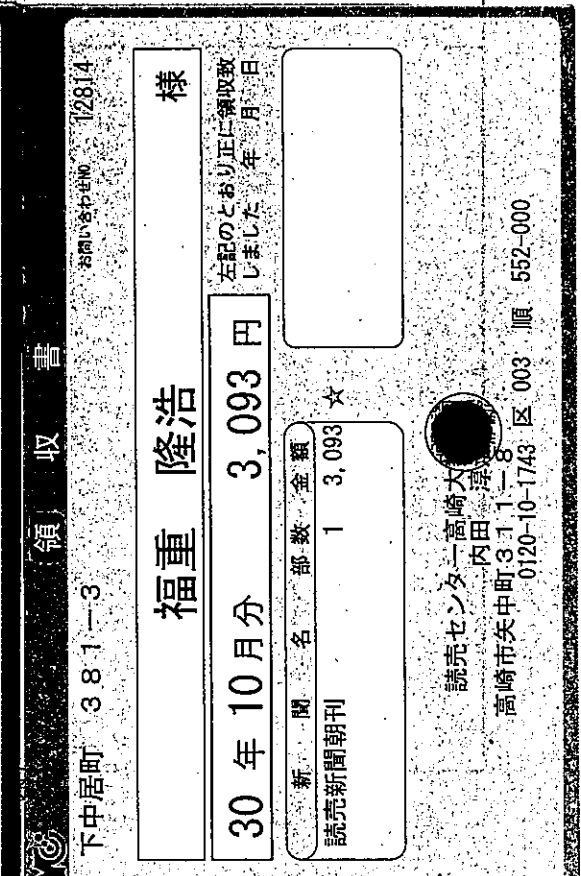 領収書
下中居町 381-3
お問い合わせNO 12814
福重 隆浩 様
30 年 10 月分 3,093 円
左記のとおり正に領収致
しました 年 月 日
新聞名 部数 金額
読売新聞朝刊 1 3,093 ☆
読売センター高崎大
内田 淳
高崎市矢中町311-8
0120-10-1743 区 003 順 552-000